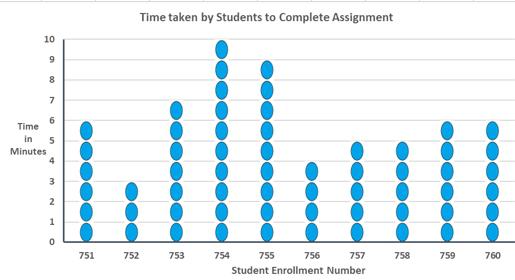 Time taken by Students to Complete Assignment
10
9
8
7
6
5
4
3
2
1
0
Time
in
Minutes
751 752 753 754 755 756 757 758 759 760
Student Enrollment Number